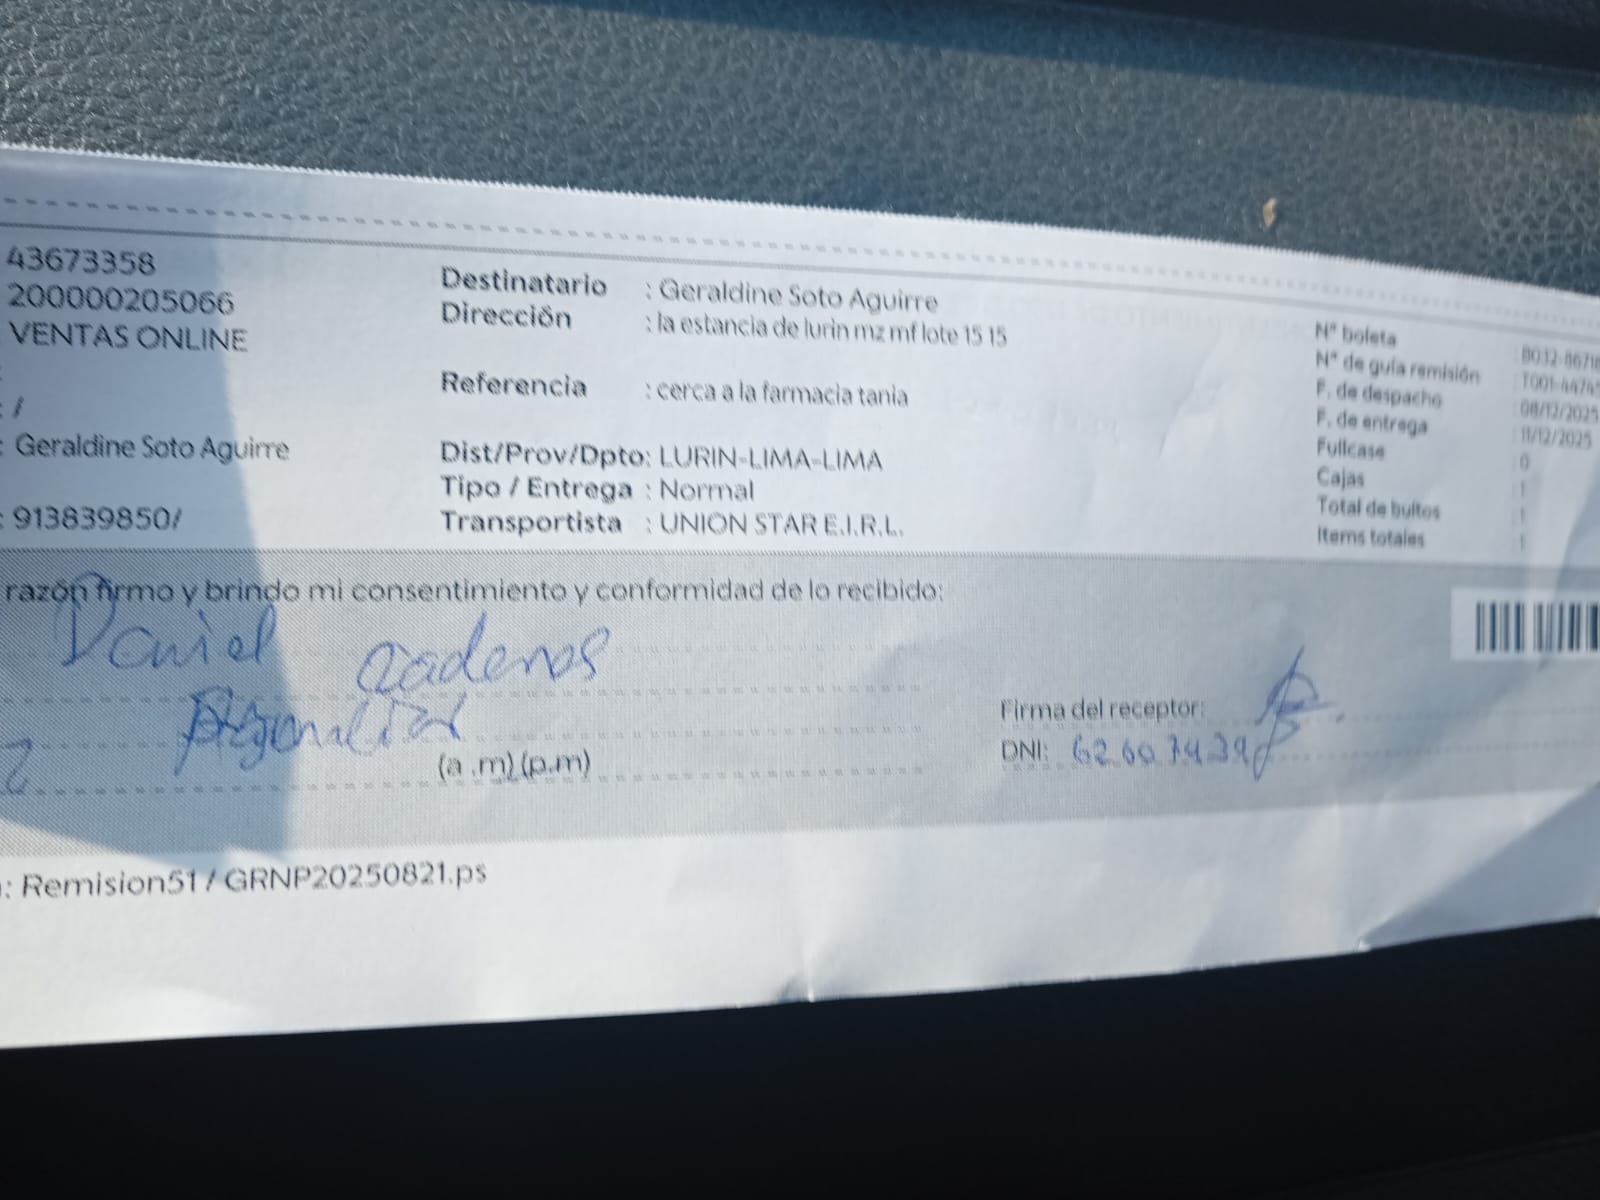 43673358
200000205066
VENTAS ONLINE
: /
: Geraldine Soto Aguirre
: 913839850/
Destinatario : Geraldine Soto Aguirre
Dirección : la estancia de lurin mz mf lote 15 15
Referencia : cerca a la farmacia tania
Dist/Prov/Dpto: LURIN-LIMA-LIMA
Tipo / Entrega : Normal
Transportista : UNION STAR E.I.R.L.
N° boleta : B032-8671
N° de guía remisión : T001-4474
F. de despacho : 08/12/2025
F. de entrega : 11/12/2025
Fullcase : 0
Cajas : 1
Total de bultos : 1
Items totales : 1
razón firmo y brindo mi consentimiento y conformidad de lo recibido:
Daniel
(a .m) (p.m)
Firma del receptor:
DNI:
: Remision51 / GRNP20250821.ps